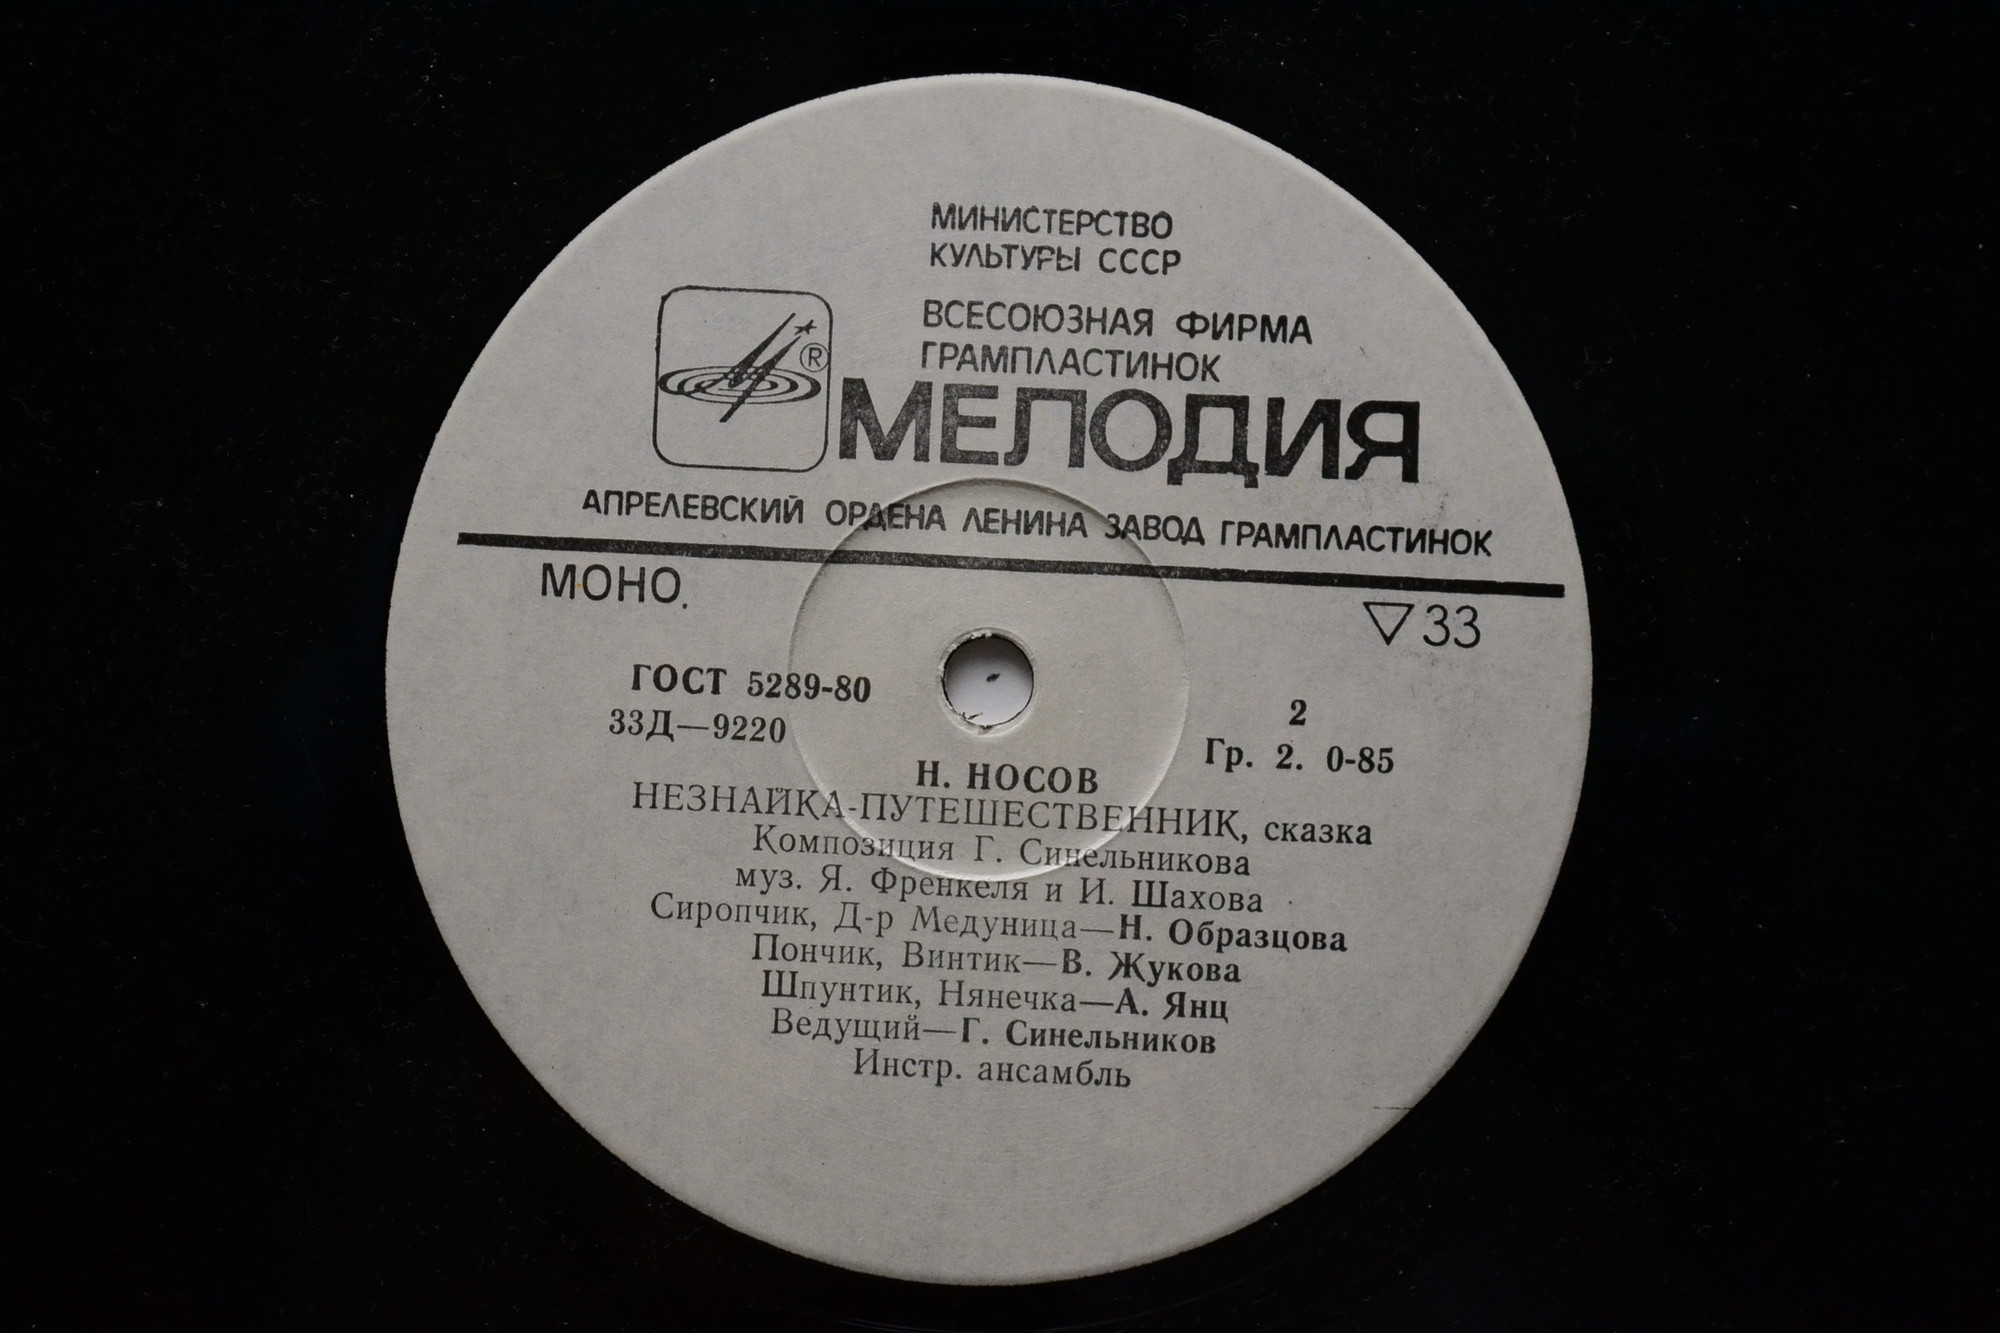 МИНИСТЕРСТВО
КУЛЬТУРЫ СССР
ВСЕСОЮЗНАЯ ФИРМА
ГРАМПЛАСТИНОК
®
МЕЛОДИЯ
АПРЕЛЕВСКИЙ ОРДЕНА ЛЕНИНА ЗАВОД ГРАМПЛАСТИНОК
МОНО.
▽33
ГОСТ 5289-80
33Д—9220
2
Гр. 2. 0-85
Н. НОСОВ
НЕЗНАЙКА-ПУТЕШЕСТВЕННИК, сказка
Композиция Г. Синельникова
муз. Я. Френкеля и И. Шахова
Сиропчик, Д-р Медуница—Н. Образцова
Пончик, Винтик—В. Жукова
Шпунтик, Нянечка—А. Янц
Ведущий—Г. Синельников
Инстр. ансамбль